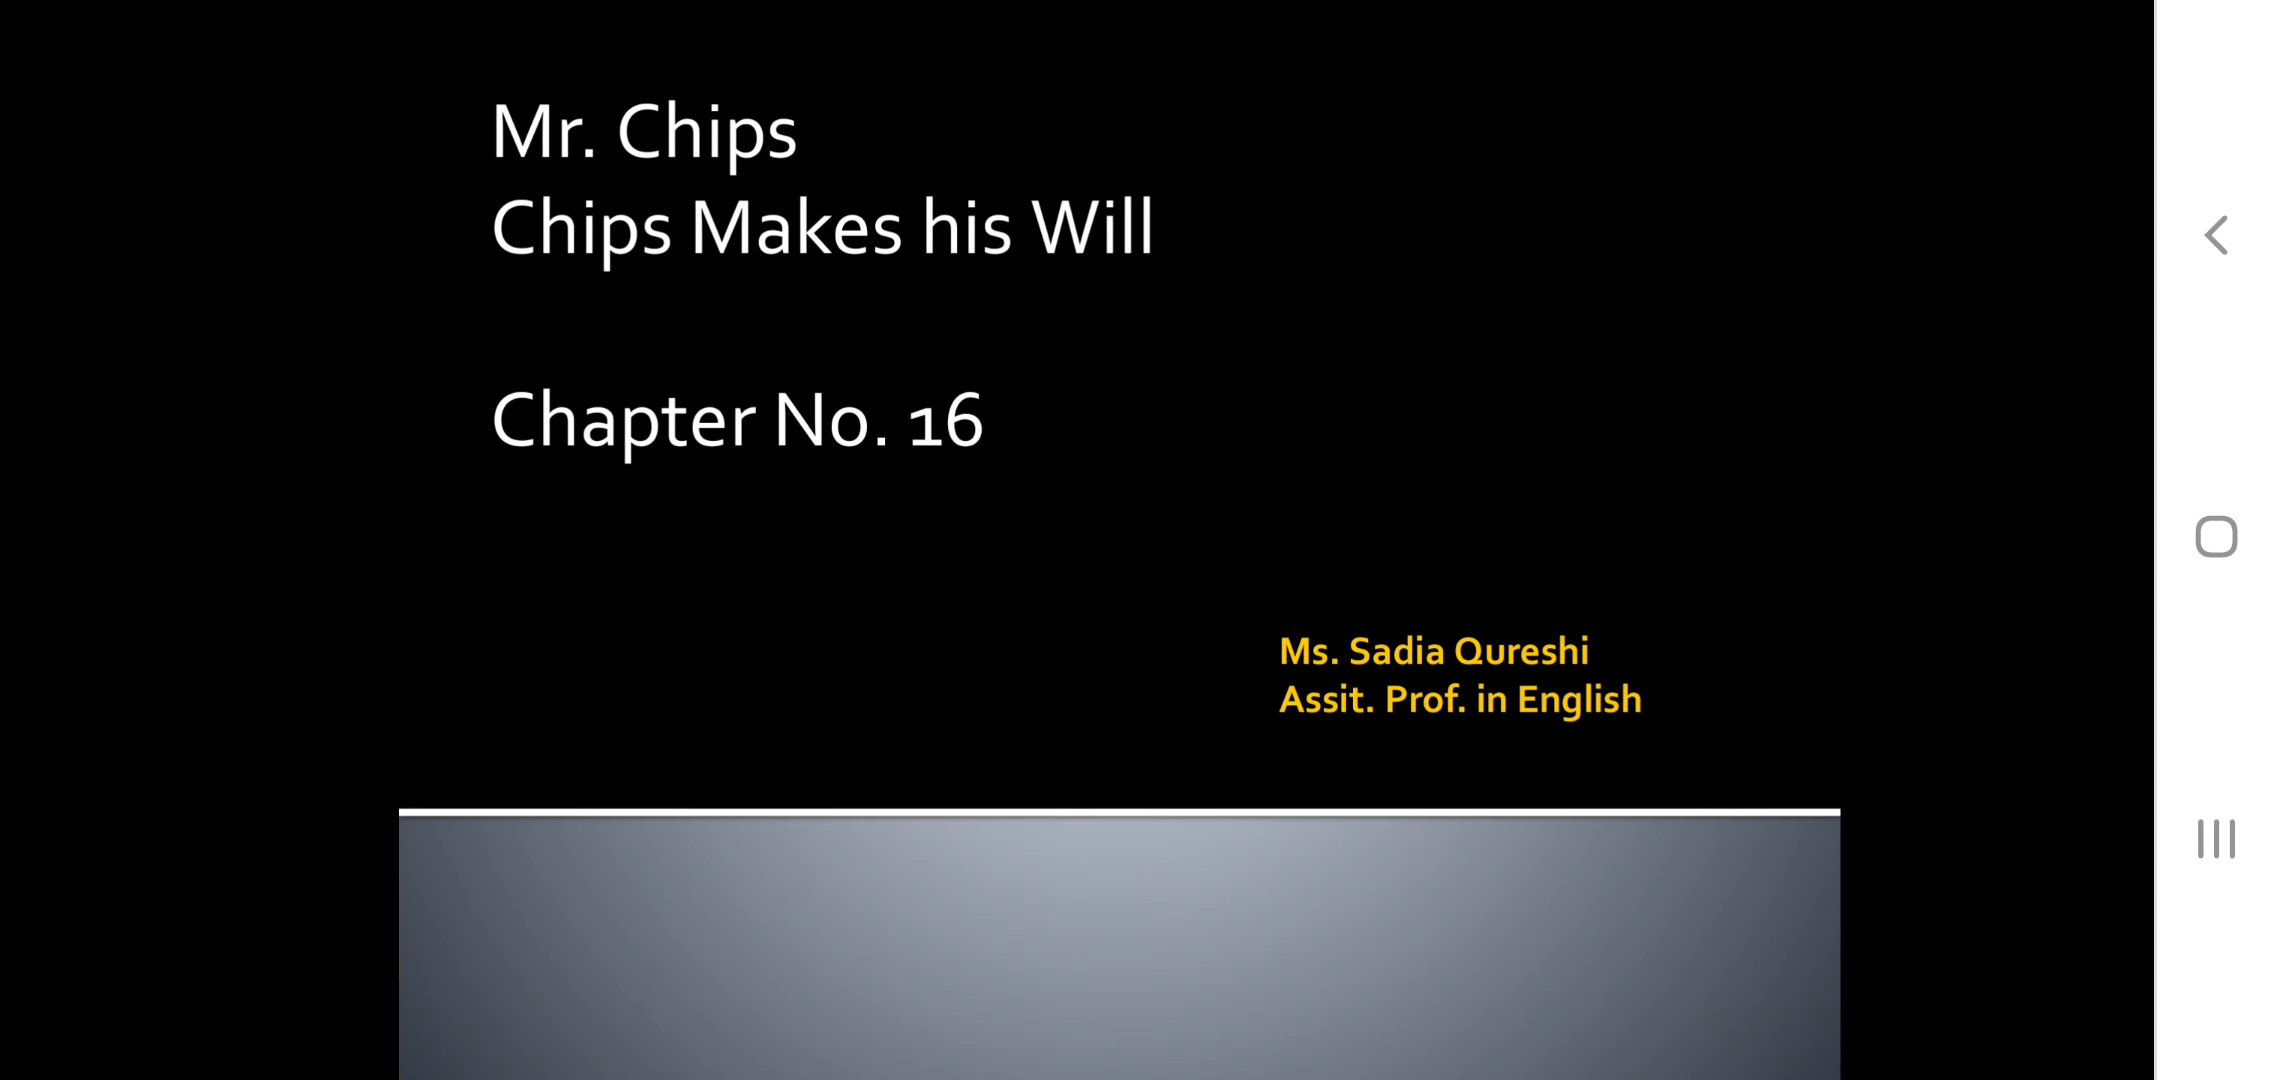 Mr. Chips
Chips Makes his Will
Chapter No. 16
Ms. Sadia Qureshi
Assit. Prof. in English